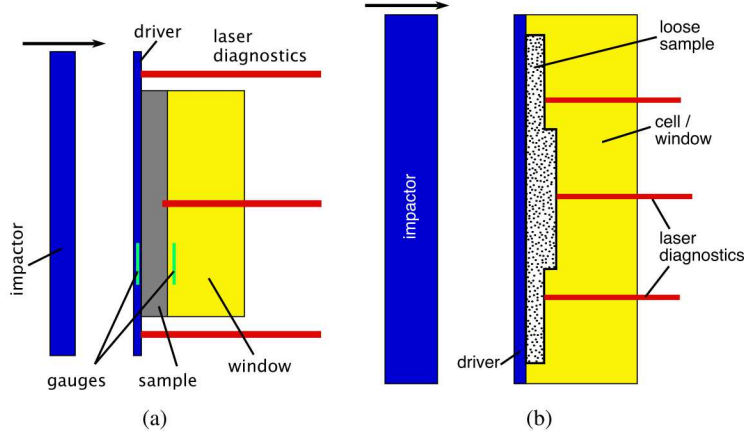 driver
laser
diagnostics
impactor
gauges
sample
window
(a)
loose
sample
cell /
window
impactor
laser
diagnostics
driver
(b)